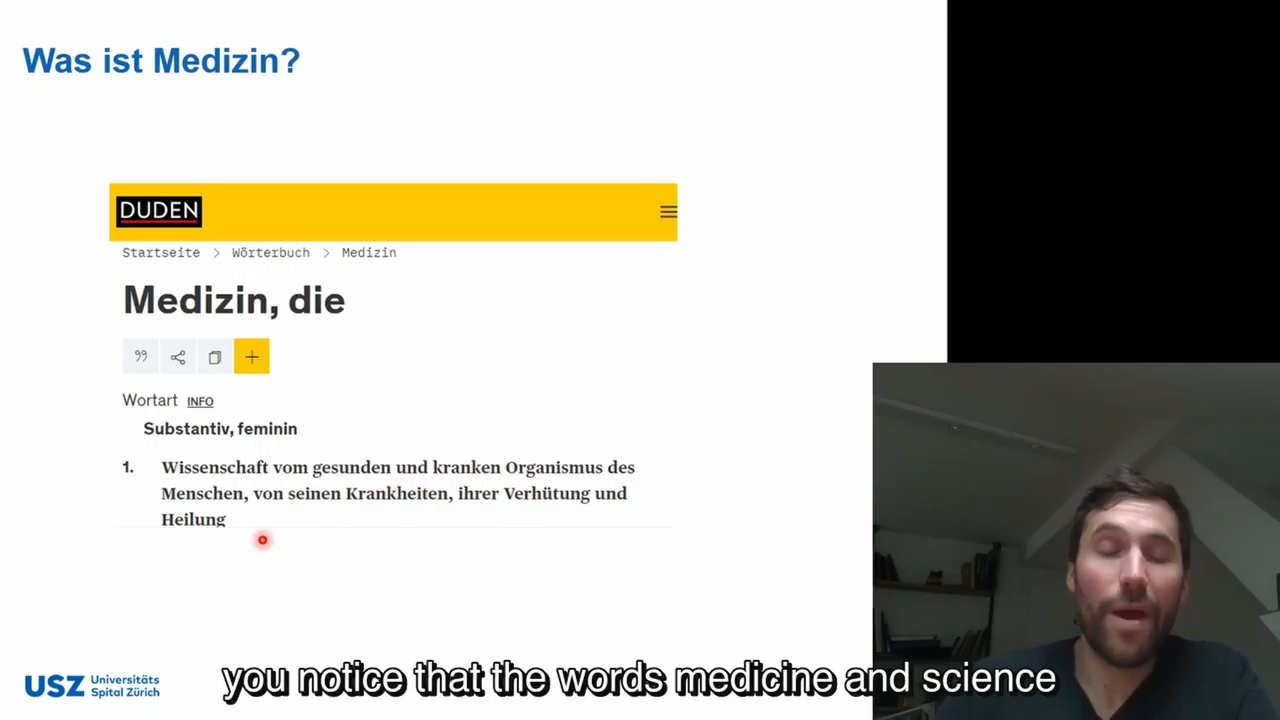 Was ist Medizin?
DUDEN
Startseite > Wörterbuch > Medizin
Medizin, die
Wortart INFO
Substantiv, feminin
1. Wissenschaft vom gesunden und kranken Organismus des
Menschen, von seinen Krankheiten, ihrer Verhütung und
Heilung
USZ Universitäts
Spital Zürich
you notice that the words medicine and science